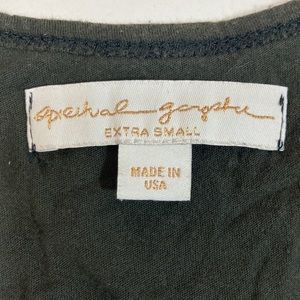 spiritual gangster
EXTRA SMALL
MADE IN
USA